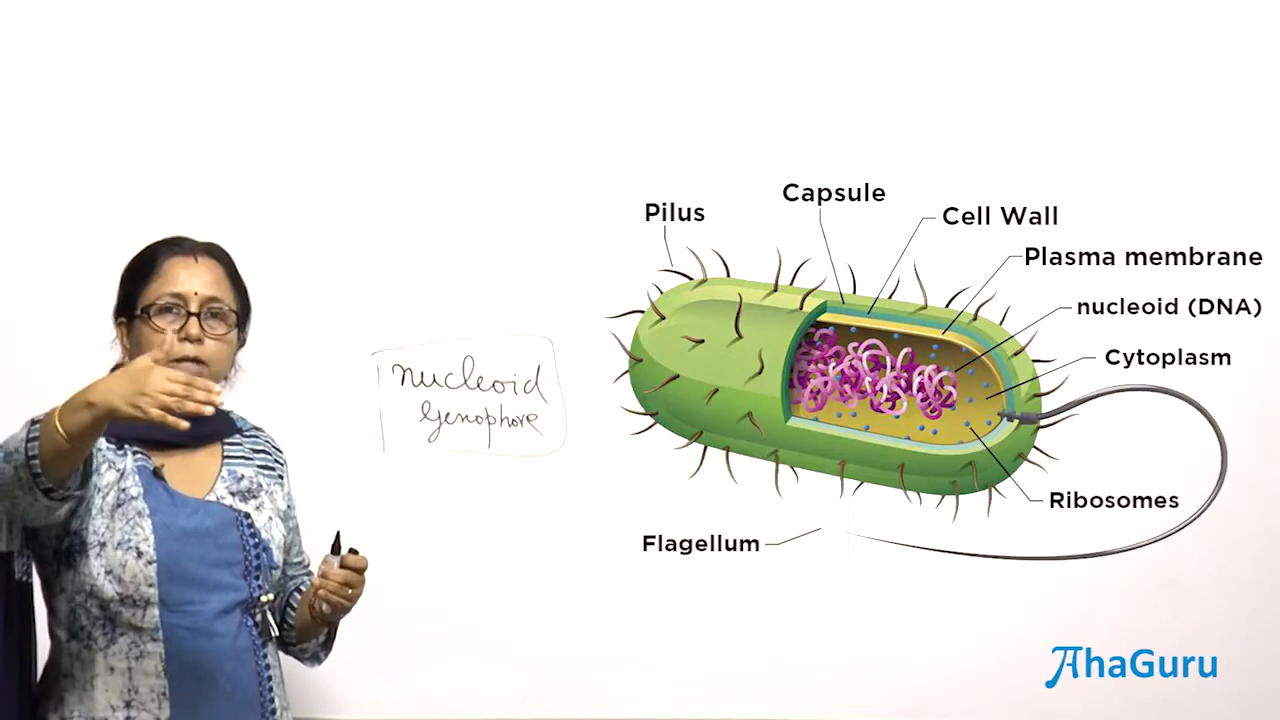 Capsule
Pilus
Cell Wall
Plasma membrane
nucleoid (DNA)
Cytoplasm
nucleoid
Genophore
Ribosomes
Flagellum
AhaGuru